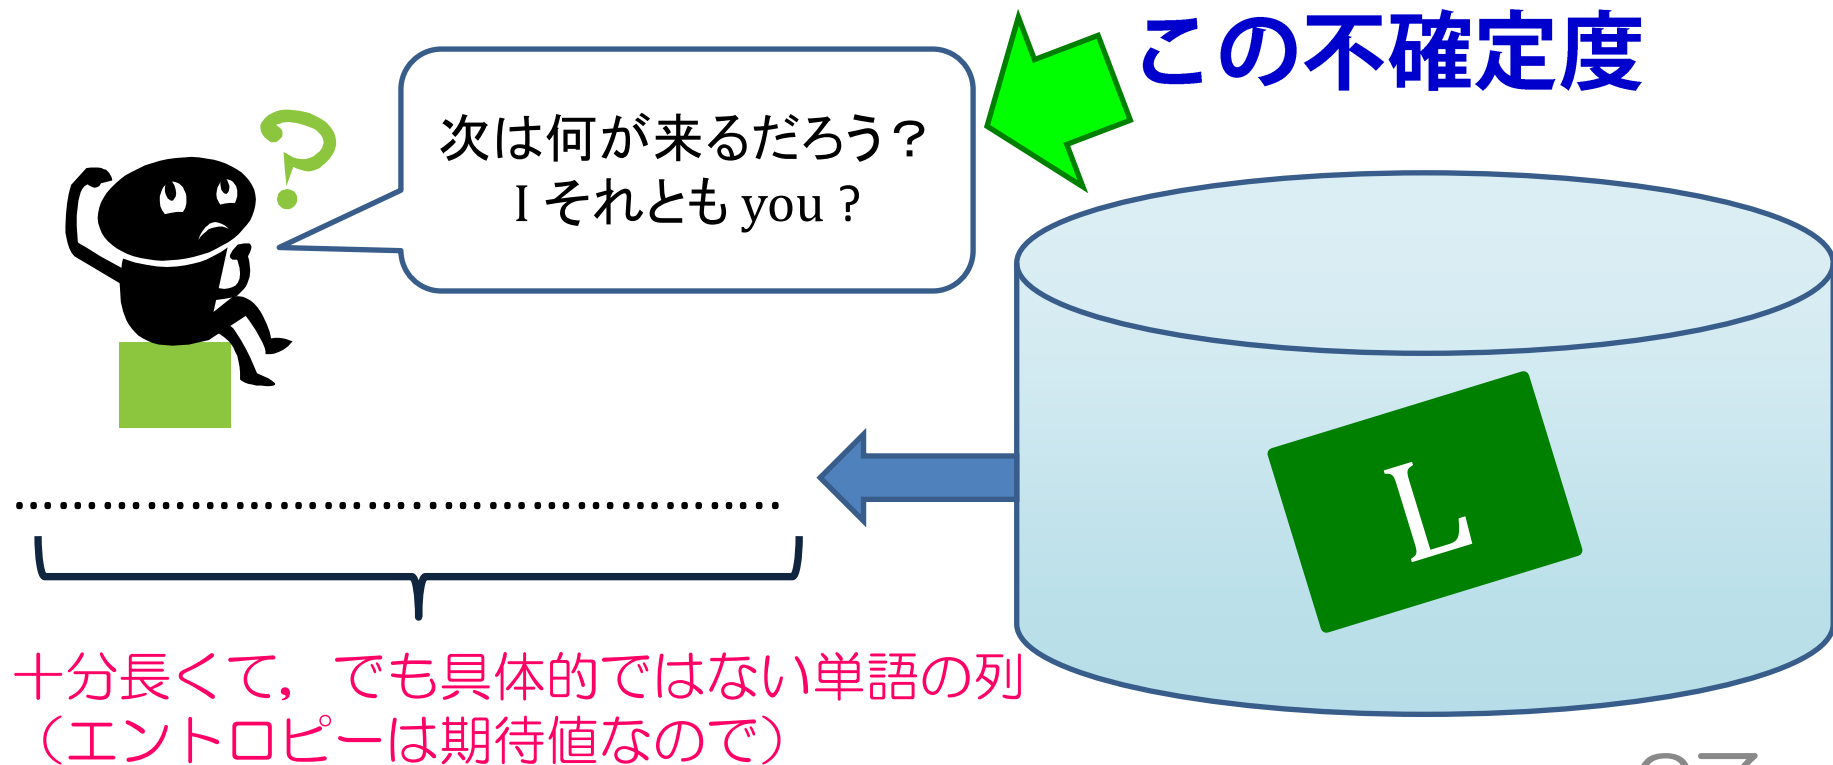 この不確定度
次は何が来るだろう？
I それとも you ?
L
十分長くて，でも具体的ではない単語の列
（エントロピーは期待値なので）